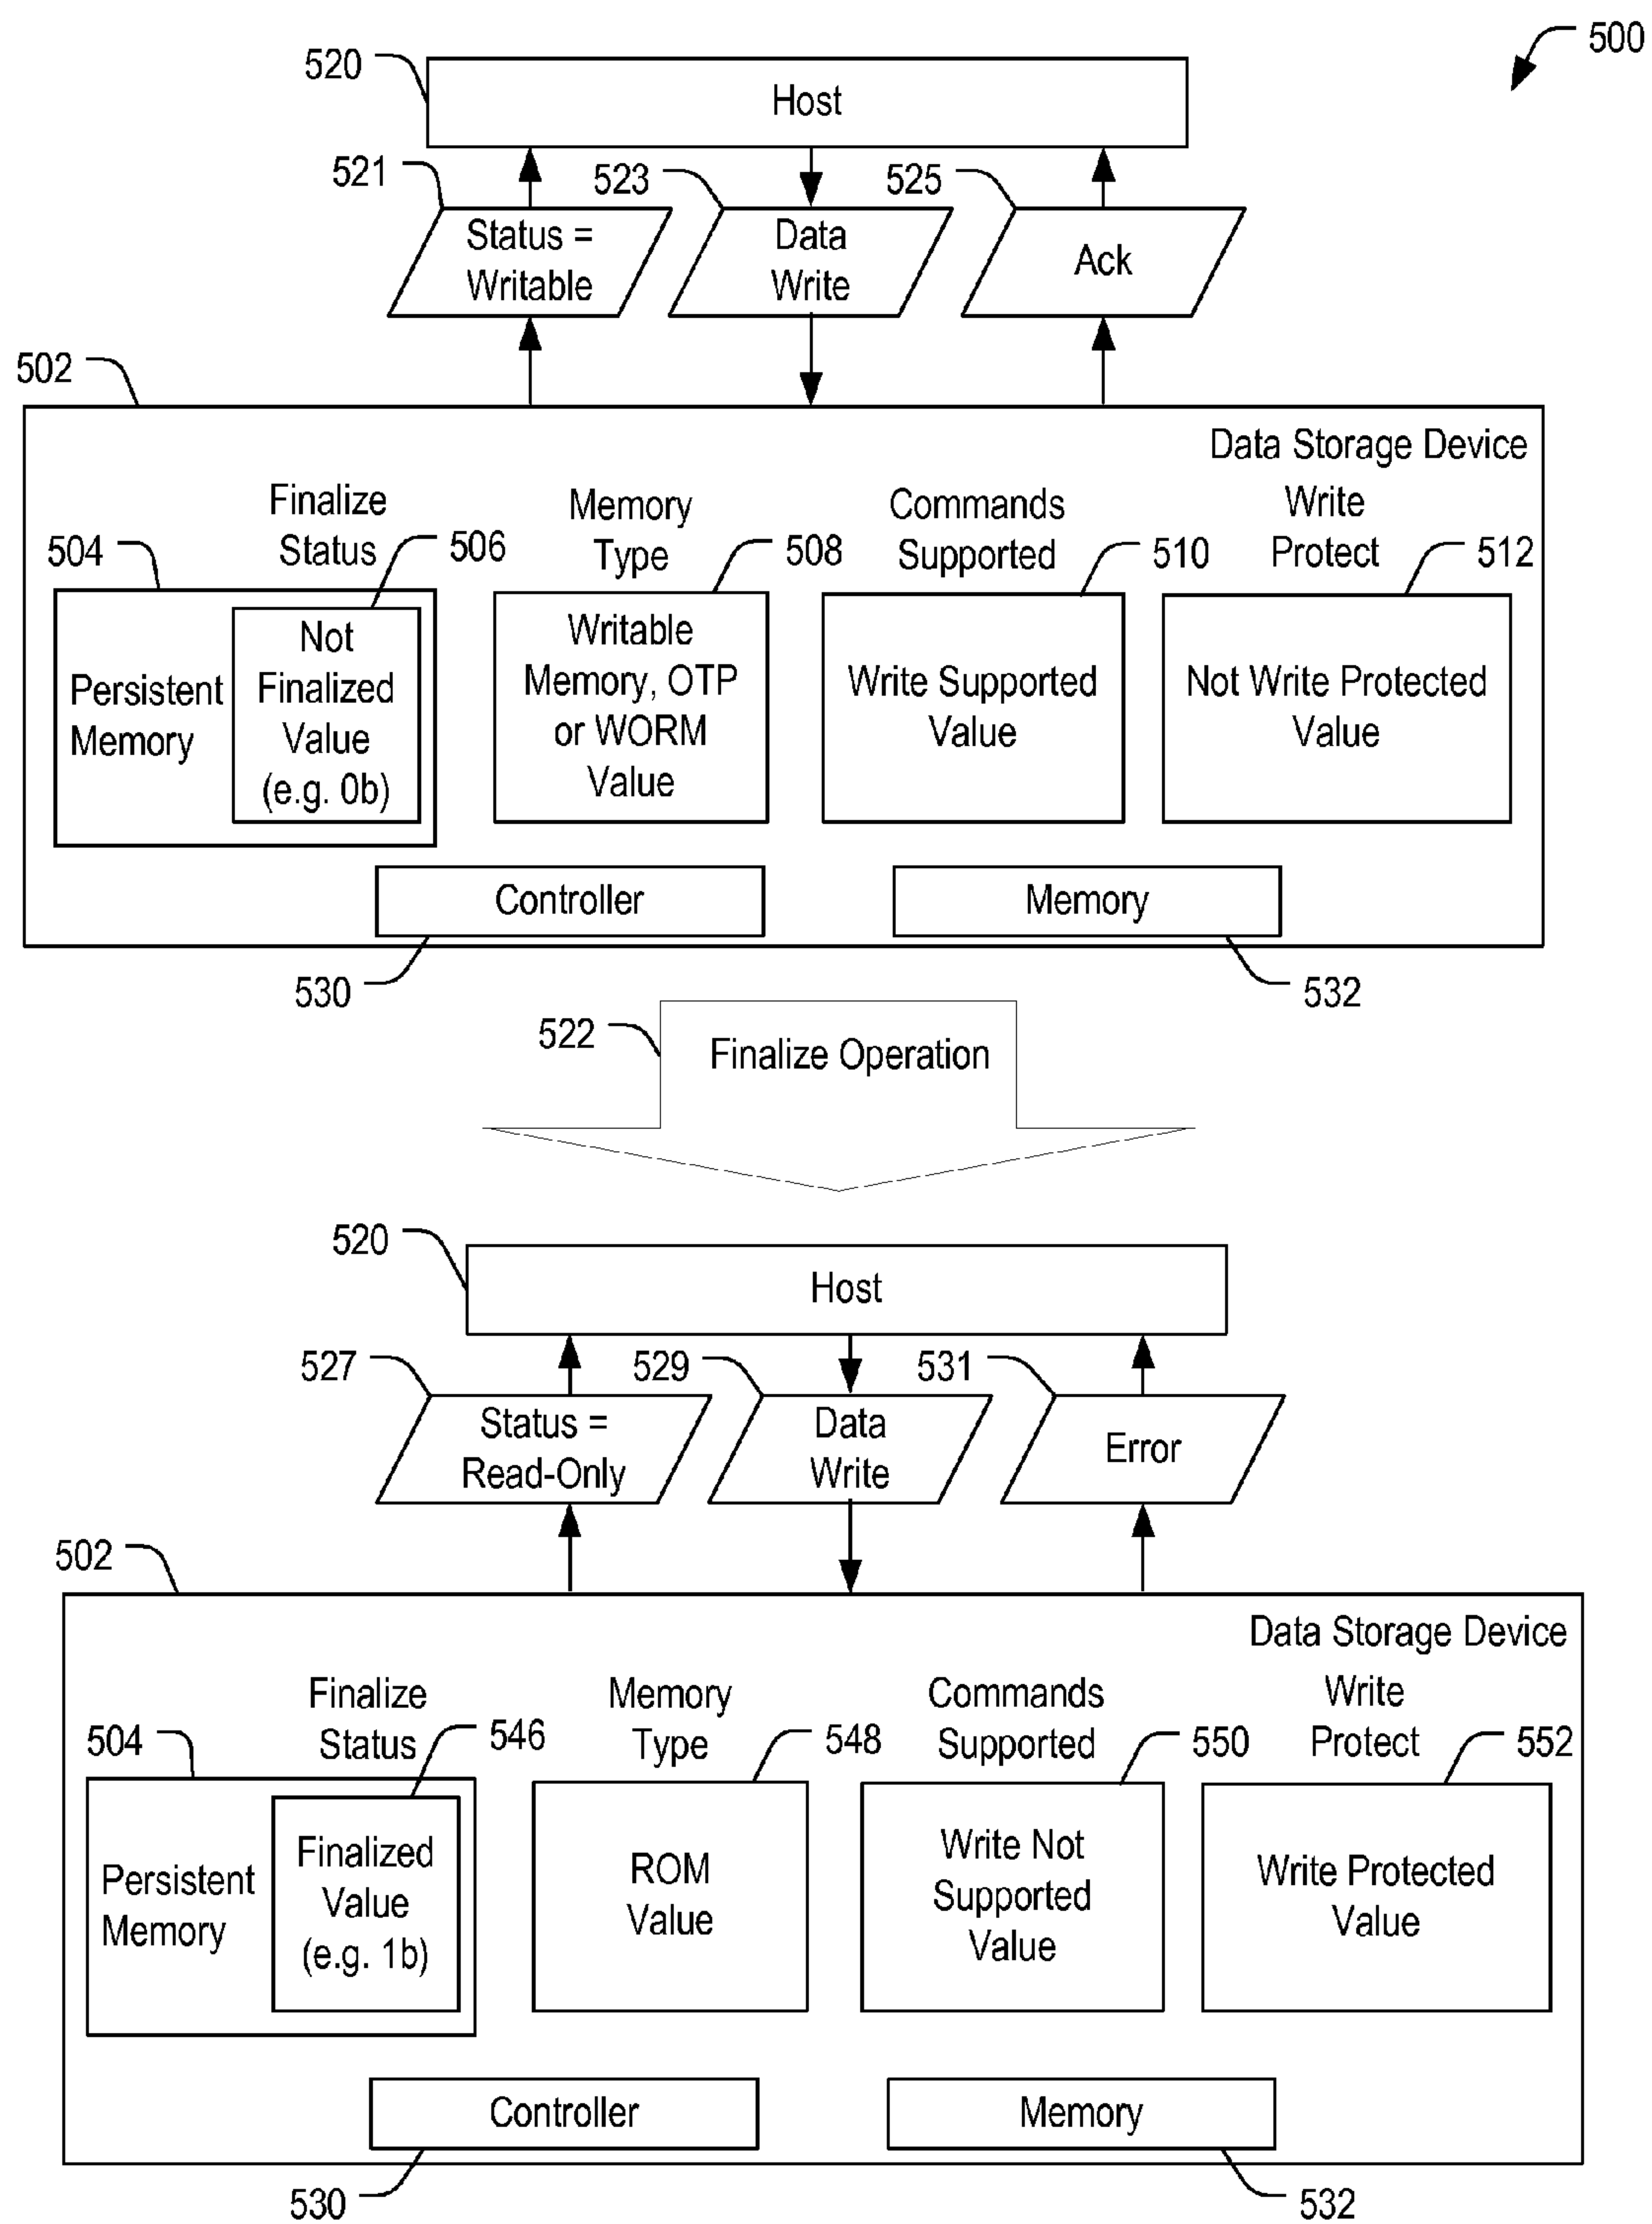 500
520
Host
521
523
525
Status =
Writable
Data
Write
Ack
502
Data Storage Device
Finalize
Status
Memory
Type
Commands
Supported
Write
Protect
504
506
508
510
512
Persistent
Memory
Not
Finalized
Value
(e.g. 0b)
Writable
Memory, OTP
or WORM
Value
Write Supported
Value
Not Write Protected
Value
Controller
Memory
530
532
522
Finalize Operation
520
Host
527
529
531
Status =
Read-Only
Data
Write
Error
502
Data Storage Device
Finalize
Status
Memory
Type
Commands
Supported
Write
Protect
504
546
548
550
552
Persistent
Memory
Finalized
Value
(e.g. 1b)
ROM
Value
Write Not
Supported
Value
Write Protected
Value
Controller
Memory
530
532